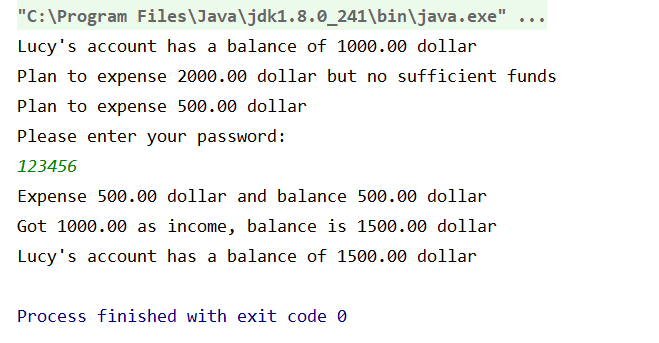 "C:\Program Files\Java\jdk1.8.0_241\bin\java.exe" ...
Lucy's account has a balance of 1000.00 dollar
Plan to expense 2000.00 dollar but no sufficient funds
Plan to expense 500.00 dollar
Please enter your password:
123456
Expense 500.00 dollar and balance 500.00 dollar
Got 1000.00 as income, balance is 1500.00 dollar
Lucy's account has a balance of 1500.00 dollar
Process finished with exit code 0